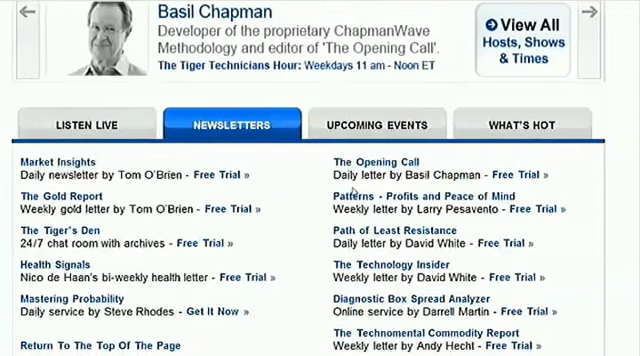 Basil Chapman
Developer of the proprietary ChapmanWave
Methodology and editor of 'The Opening Call'.
The Tiger Technicians Hour: Weekdays 11 am - Noon ET
View All
Hosts, Shows
& Times
LISTEN LIVE
NEWSLETTERS
UPCOMING EVENTS
WHAT'S HOT
Market Insights
Daily newsletter by Tom O'Brien - Free Trial »
The Gold Report
Weekly gold letter by Tom O'Brien - Free Trial »
The Tiger's Den
24/7 chat room with archives - Free Trial »
Health Signals
Nico de Haan's bi-weekly health letter - Free Trial »
Mastering Probability
Daily service by Steve Rhodes - Get It Now »
Return To The Top Of The Page
The Opening Call
Daily letter by Basil Chapman - Free Trial »
Patterns - Profits and Peace of Mind
Weekly letter by Larry Pesavento - Free Trial »
Path of Least Resistance
Daily letter by David White - Free Trial »
The Technology Insider
Weekly letter by David White - Free Trial »
Diagnostic Box Spread Analyzer
Online service by Darrell Martin - Free Trial »
The Technomental Commodity Report
Weekly letter by Andy Hecht - Free Trial »